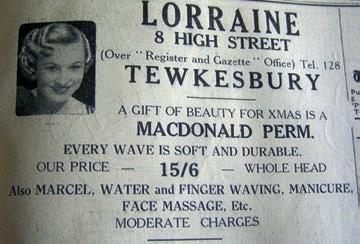 LORRAINE
8 HIGH STREET
(Over "Register and Gazette" Office) Tel. 128
TEWKESBURY
A GIFT OF BEAUTY FOR XMAS IS A
MACDONALD PERM.
EVERY WAVE IS SOFT AND DURABLE.
OUR PRICE — 15/6 — WHOLE HEAD
Also MARCEL, WATER and FINGER WAVING, MANICURE,
FACE MASSAGE, Etc.
MODERATE CHARGES